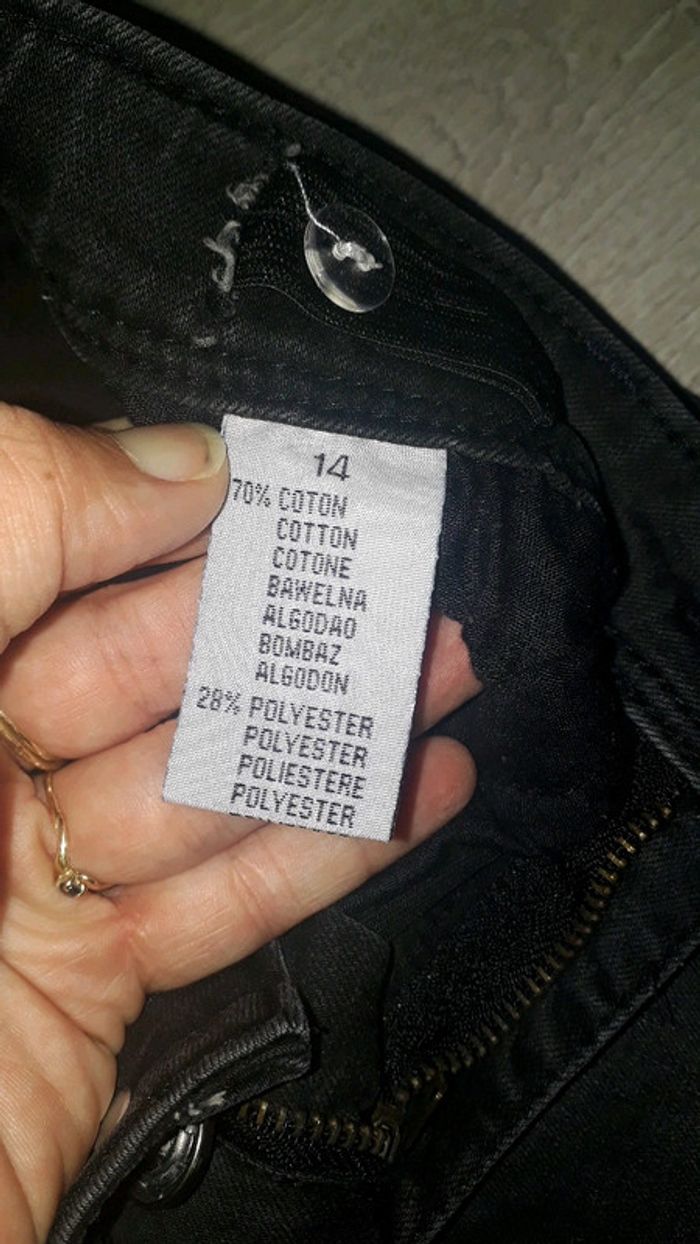 14
70% COTON
COTTON
COTONE
BAWELNA
ALGODAO
BOMBAZ
ALGODON
28% POLYESTER
POLYESTER
POLIESTERE
POLYESTER